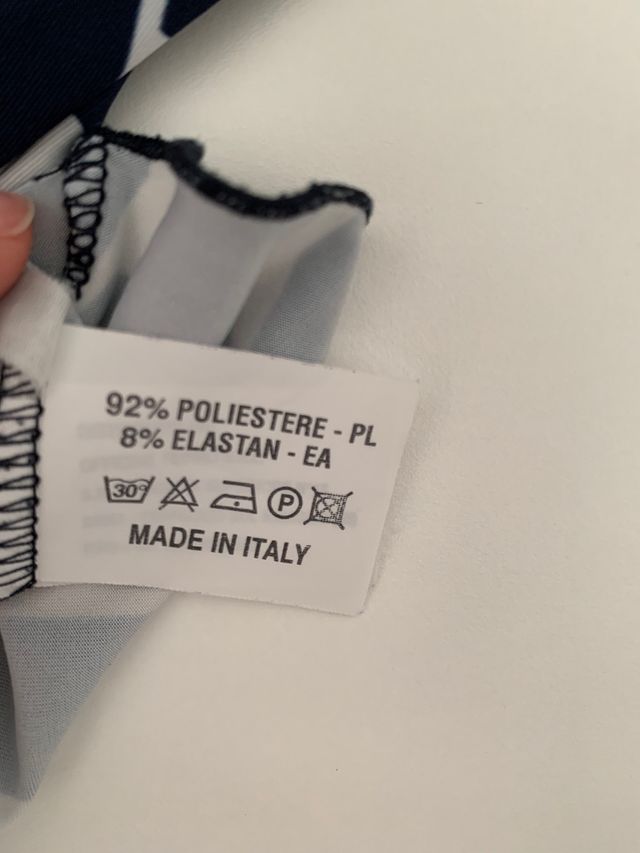 92% POLIESTERE - PL
8% ELASTAN - EA
30° P
MADE IN ITALY